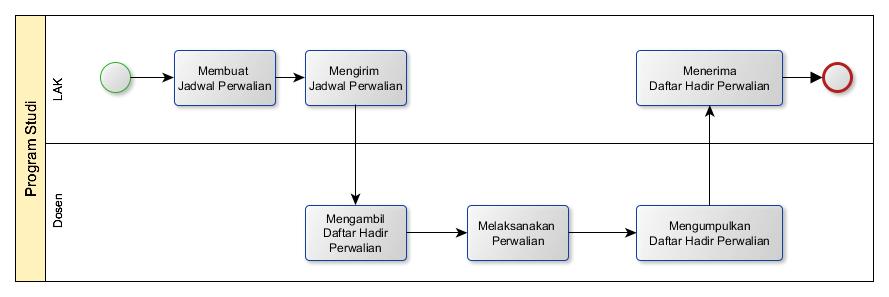 Program Studi
LAK
Membuat
Jadwal Perwalian
Mengirim
Jadwal Perwalian
Menerima
Daftar Hadir Perwalian
Dosen
Mengambil
Daftar Hadir
Perwalian
Melaksanakan
Perwalian
Mengumpulkan
Daftar Hadir Perwalian